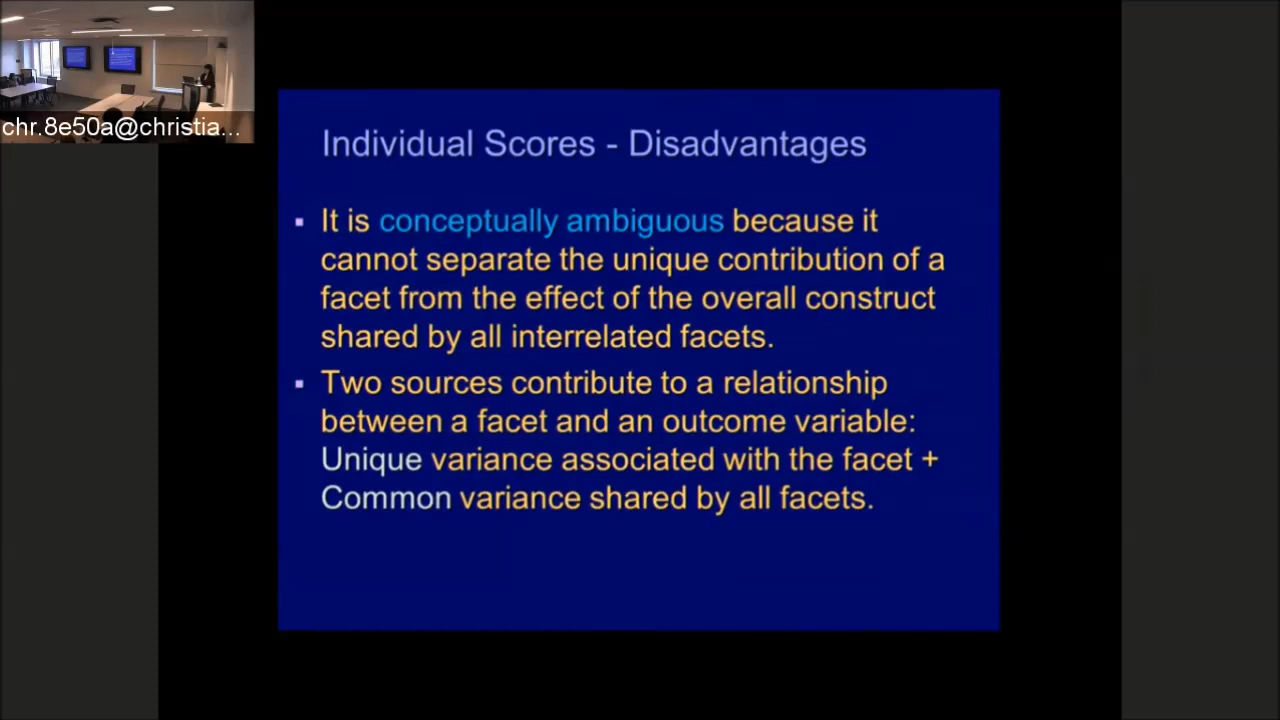 chr.8e50a@christia...
Individual Scores - Disadvantages
▪ It is conceptually ambiguous because it
cannot separate the unique contribution of a
facet from the effect of the overall construct
shared by all interrelated facets.
▪ Two sources contribute to a relationship
between a facet and an outcome variable:
Unique variance associated with the facet +
Common variance shared by all facets.